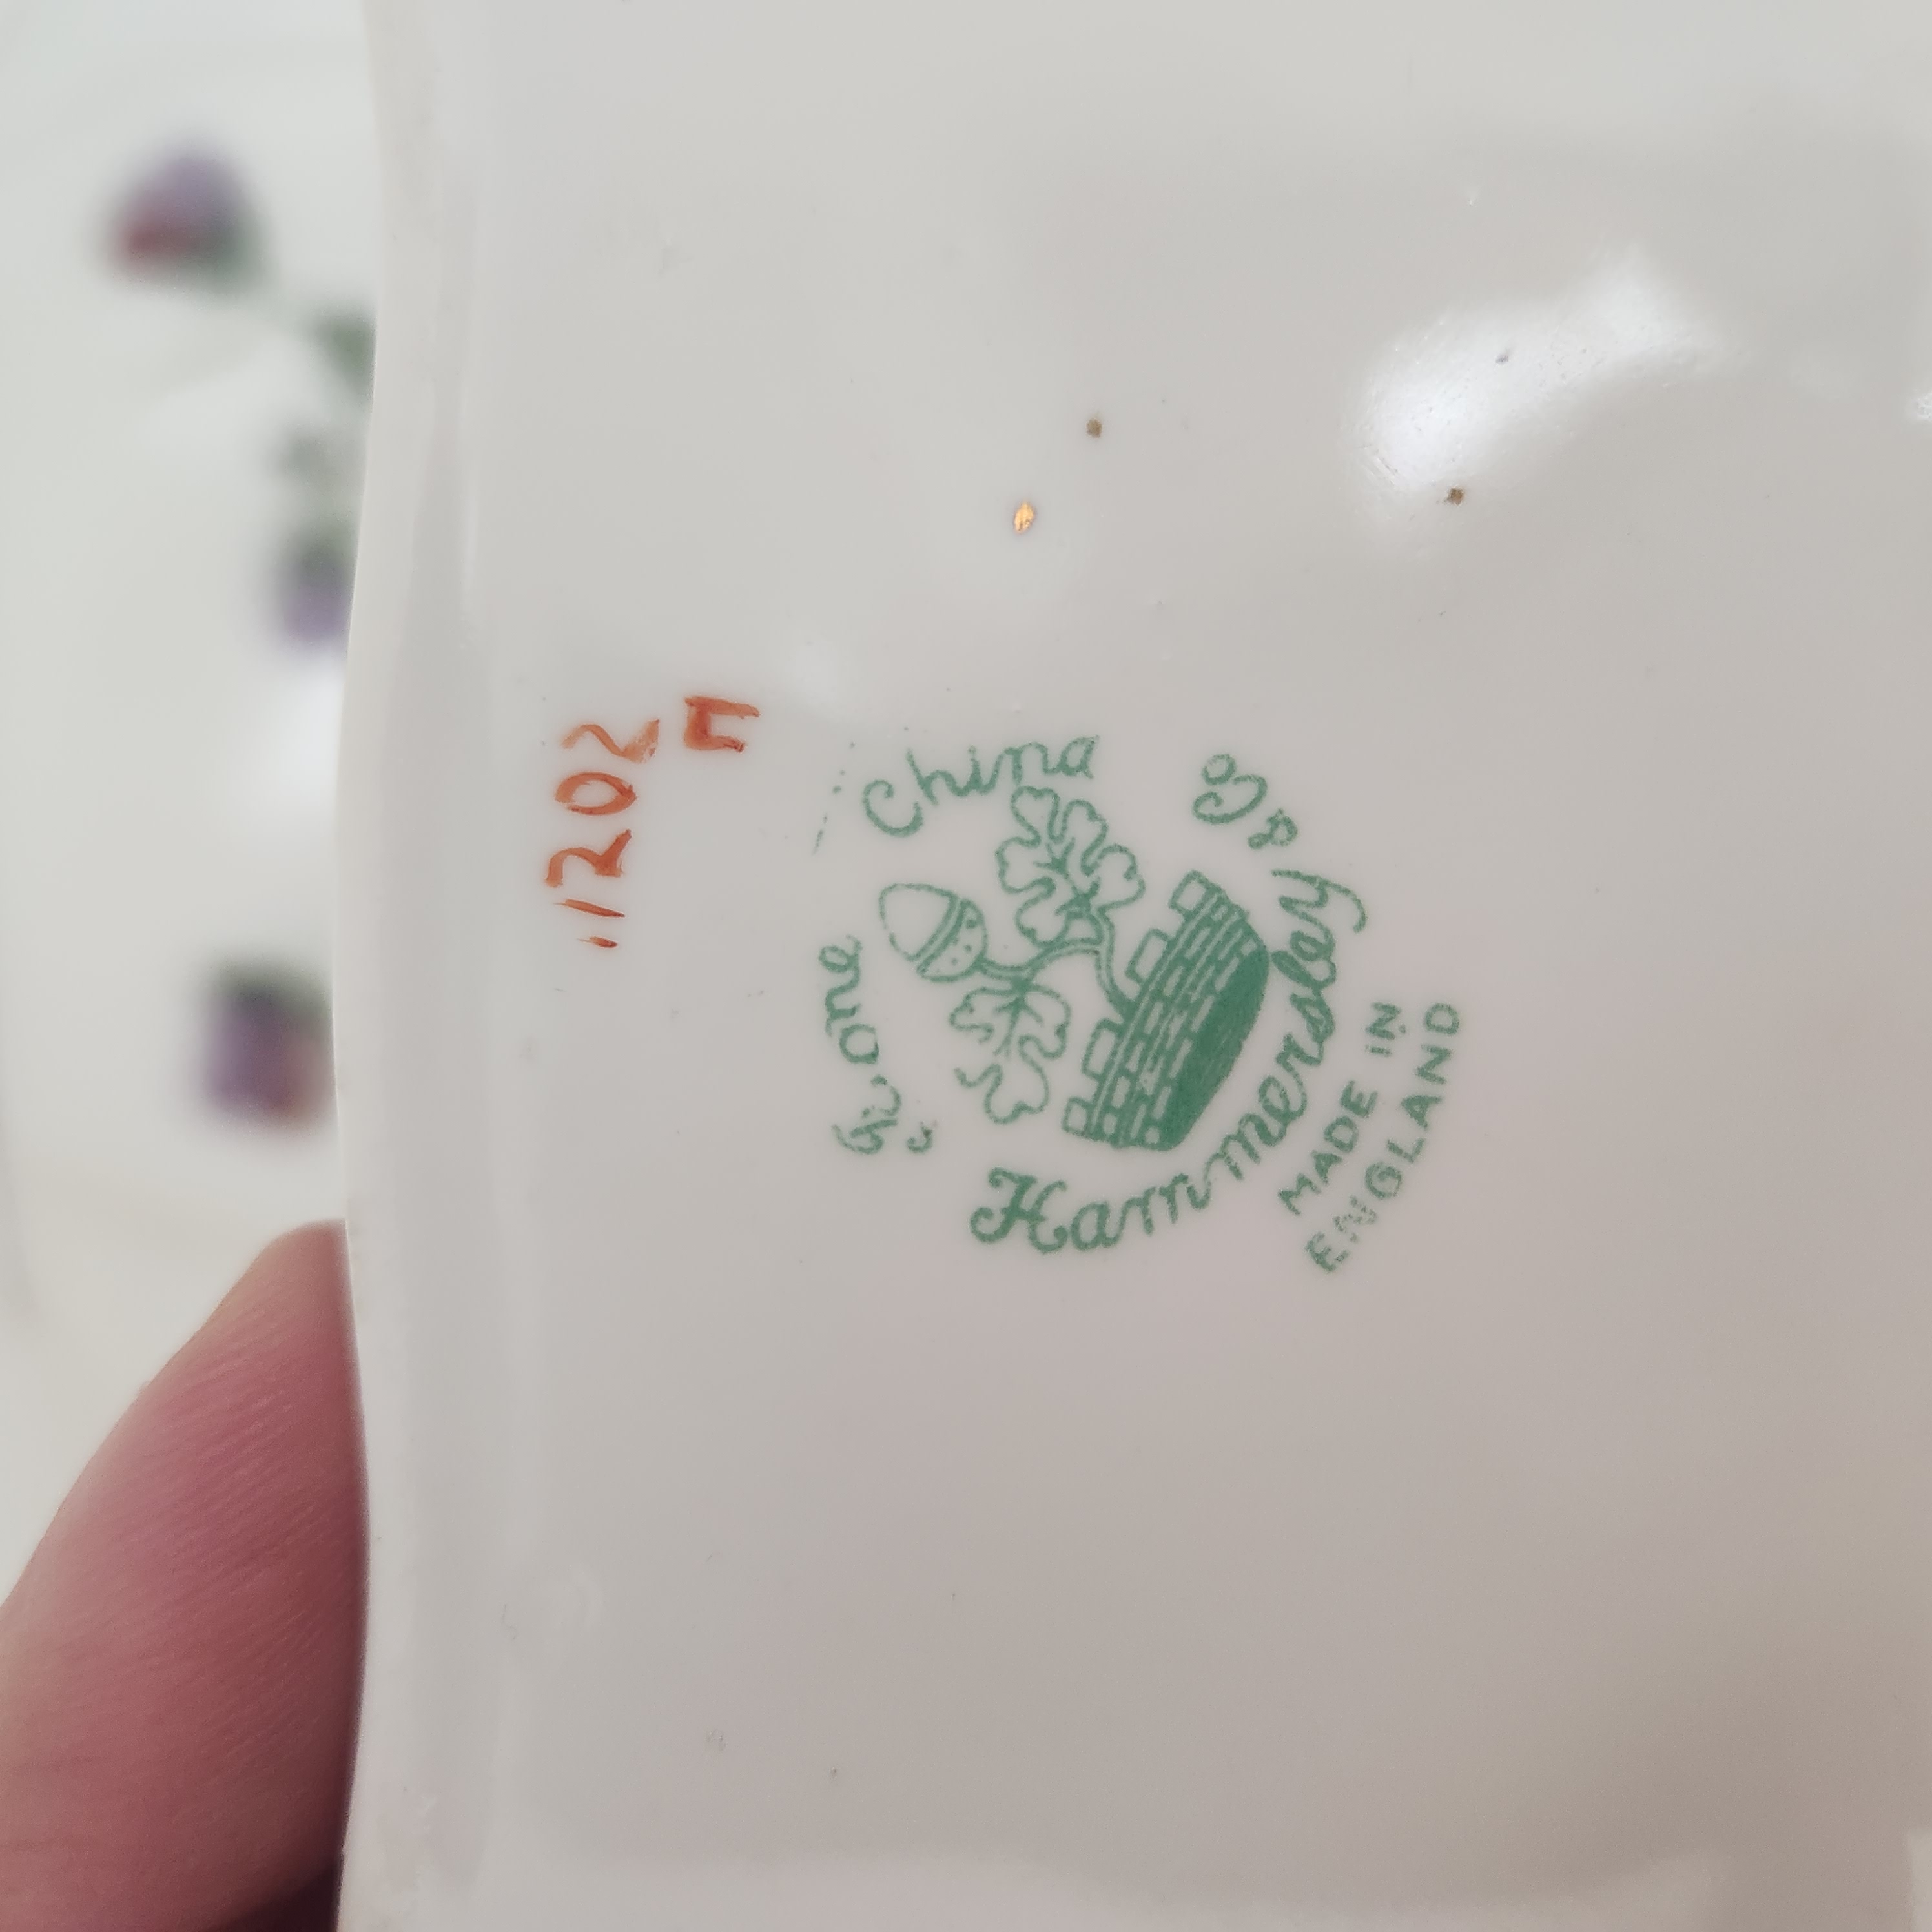 11202
Bone China
Hammersley & Co
MADE IN
ENGLAND